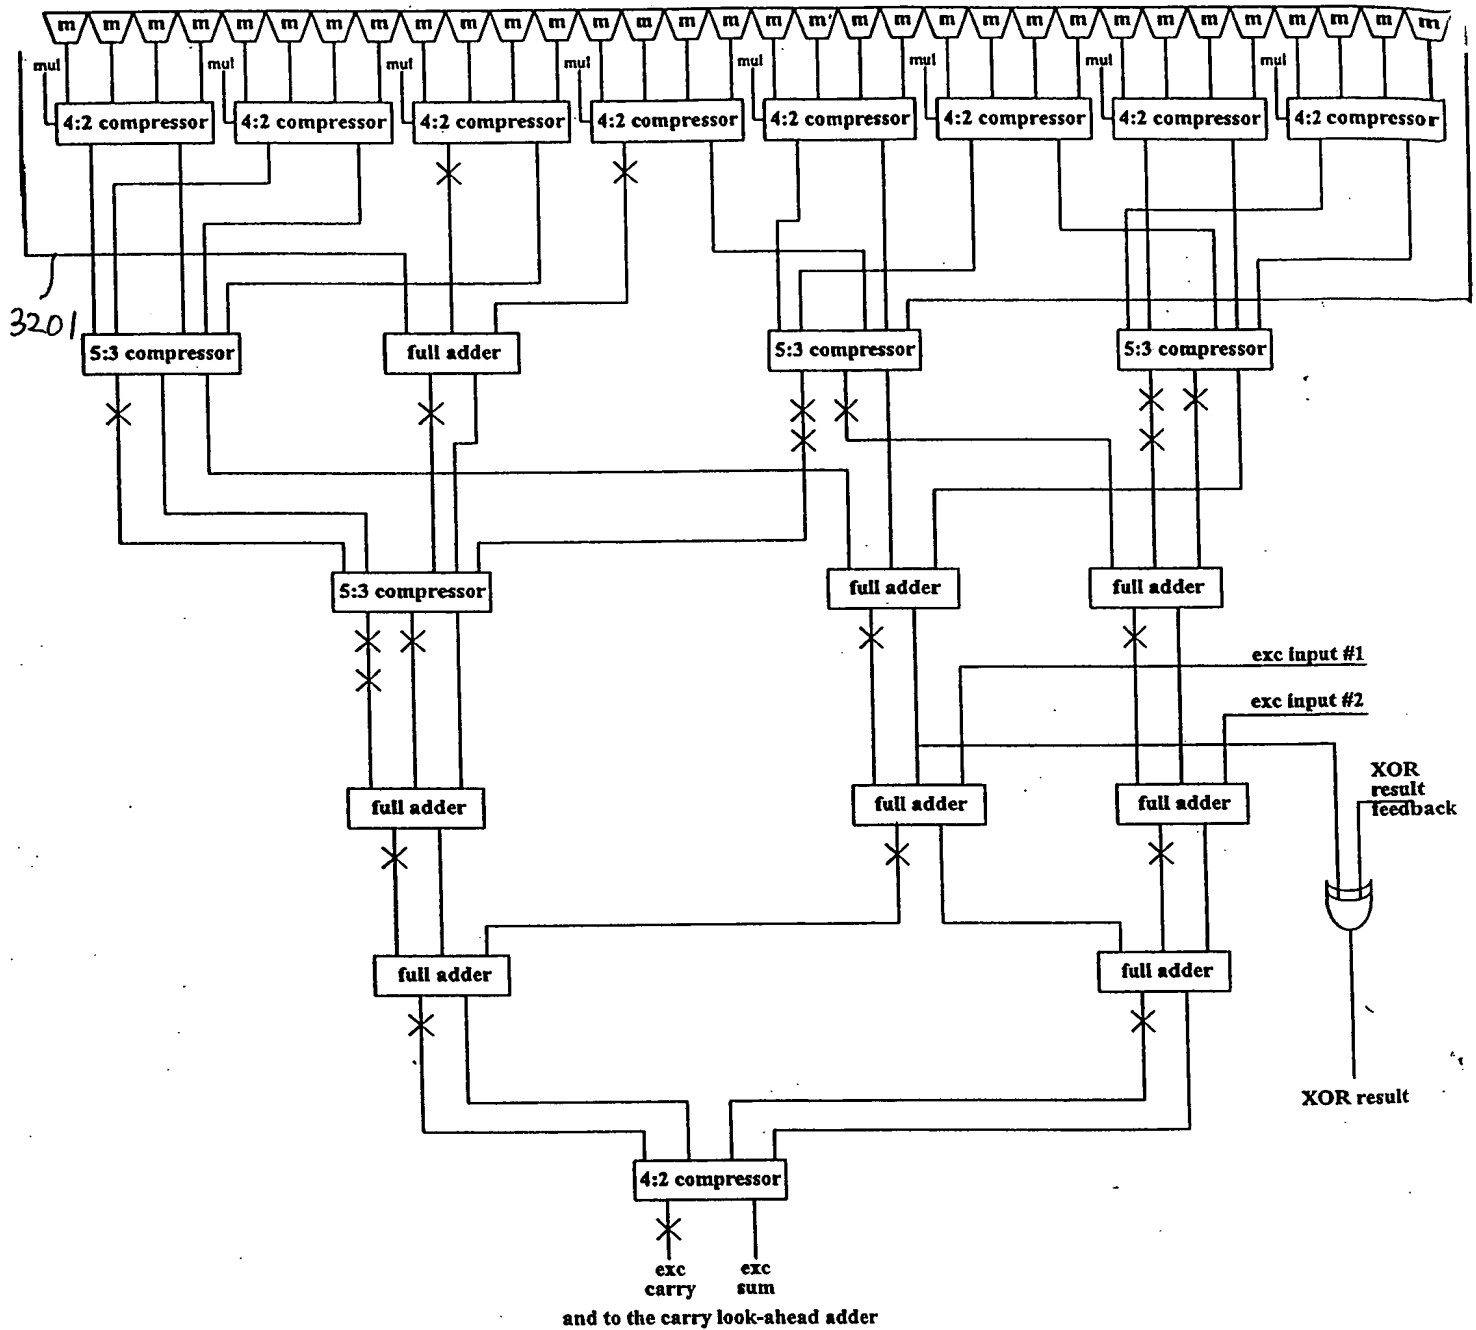 m m m m m m m m m m m m m m m m m m m m m m m m m m m m m m m m
mul mul mul mul mul mul mul mul
4:2 compressor 4:2 compressor 4:2 compressor 4:2 compressor 4:2 compressor 4:2 compressor 4:2 compressor 4:2 compressor
3201
5:3 compressor full adder 5:3 compressor 5:3 compressor
5:3 compressor full adder full adder
exc input #1
exc input #2
XOR
result
feedback
full adder full adder full adder
full adder full adder
XOR result
4:2 compressor
exc exc
carry sum
and to the carry look-ahead adder